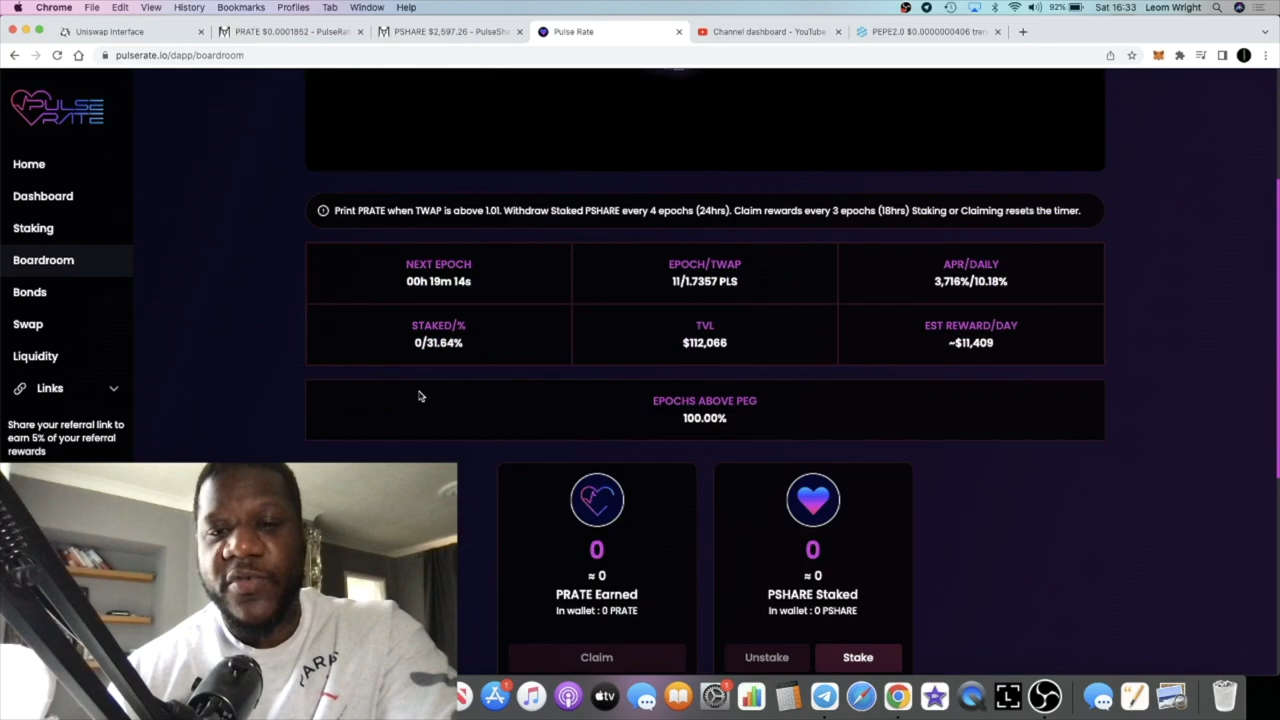 Chrome File Edit View History Bookmarks Profiles Tab Window Help
92% Sat 16:33 Leom Wright
Uniswap Interface
PRATE $0.0001852 - PulseRat
PSHARE $2,597.26 - PulseSha
Pulse Rate
Channel dashboard - YouTube
PEPE2.0 $0.0000000406 tren
pulserate.io/dapp/boardroom
PULSE
RATE
Home
Dashboard
Staking
Boardroom
Bonds
Swap
Liquidity
Links
Share your referral link to
earn 5% of your referral
rewards
Print PRATE when TWAP is above 1.01. Withdraw Staked PSHARE every 4 epochs (24hrs). Claim rewards every 3 epochs (18hrs) Staking or Claiming resets the timer.
NEXT EPOCH
00h 19m 14s
EPOCH/TWAP
11/1.7357 PLS
APR/DAILY
3,716%/10.18%
STAKED/%
0/31.64%
TVL
$112,066
EST REWARD/DAY
~$11,409
EPOCHS ABOVE PEG
100.00%
0
≈ 0
PRATE Earned
In wallet : 0 PRATE
Claim
0
≈ 0
PSHARE Staked
In wallet : 0 PSHARE
Unstake
Stake
tv